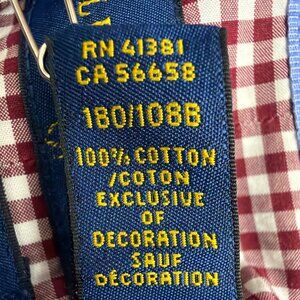 RN 41381
CA 56658
180/108B
100% COTTON
/COTON
EXCLUSIVE
OF
DECORATION
SAUF
DÉCORATION